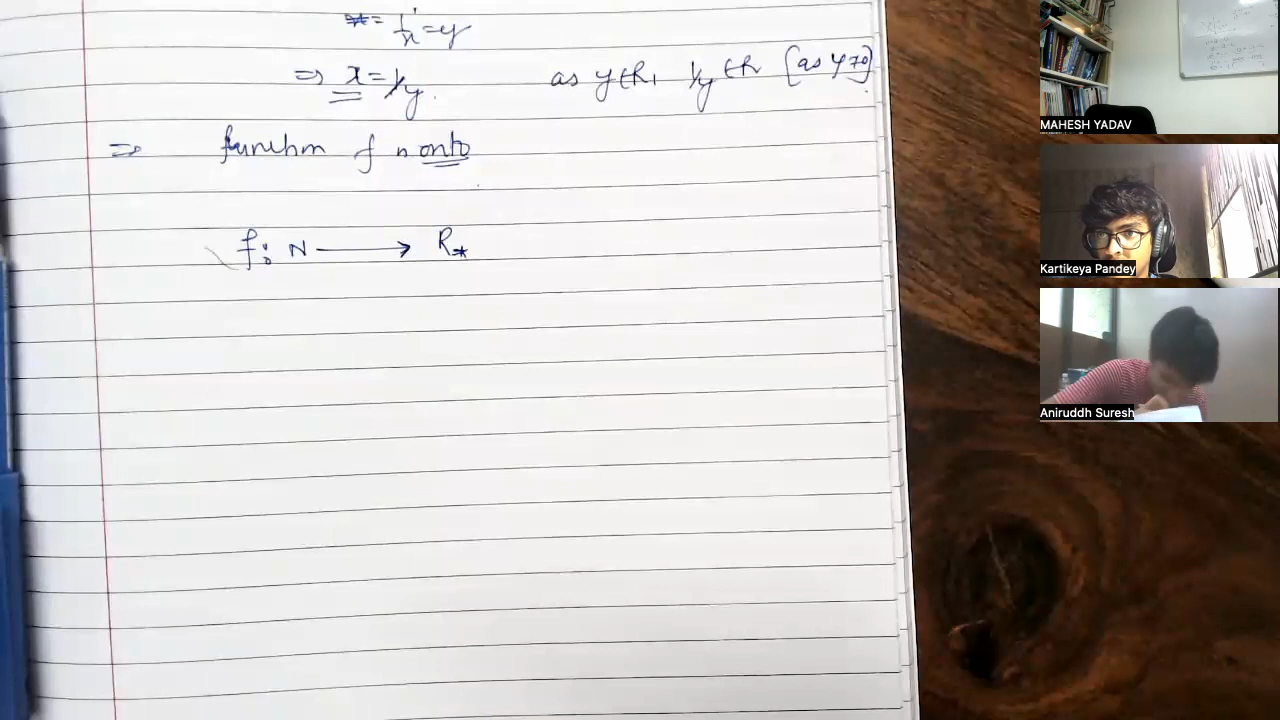 = 1/x = y
⇒ x = 1/y. as y ∈ R, 1/y ∈ R [as y ≠ 0]
⇒ function f is onto
f: N → R*
MAHESH YADAV
Kartikeya Pandey
Aniruddh Suresh